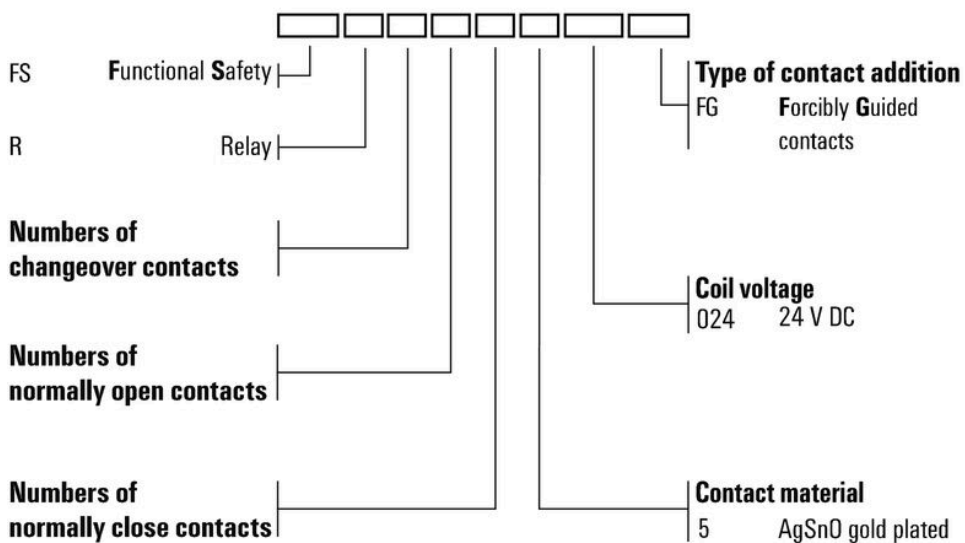 FS Functional Safety
R Relay
Numbers of
changeover contacts
Numbers of
normally open contacts
Numbers of
normally close contacts
Type of contact addition
FG Forcibly Guided
contacts
Coil voltage
024 24 V DC
Contact material
5 AgSnO gold plated